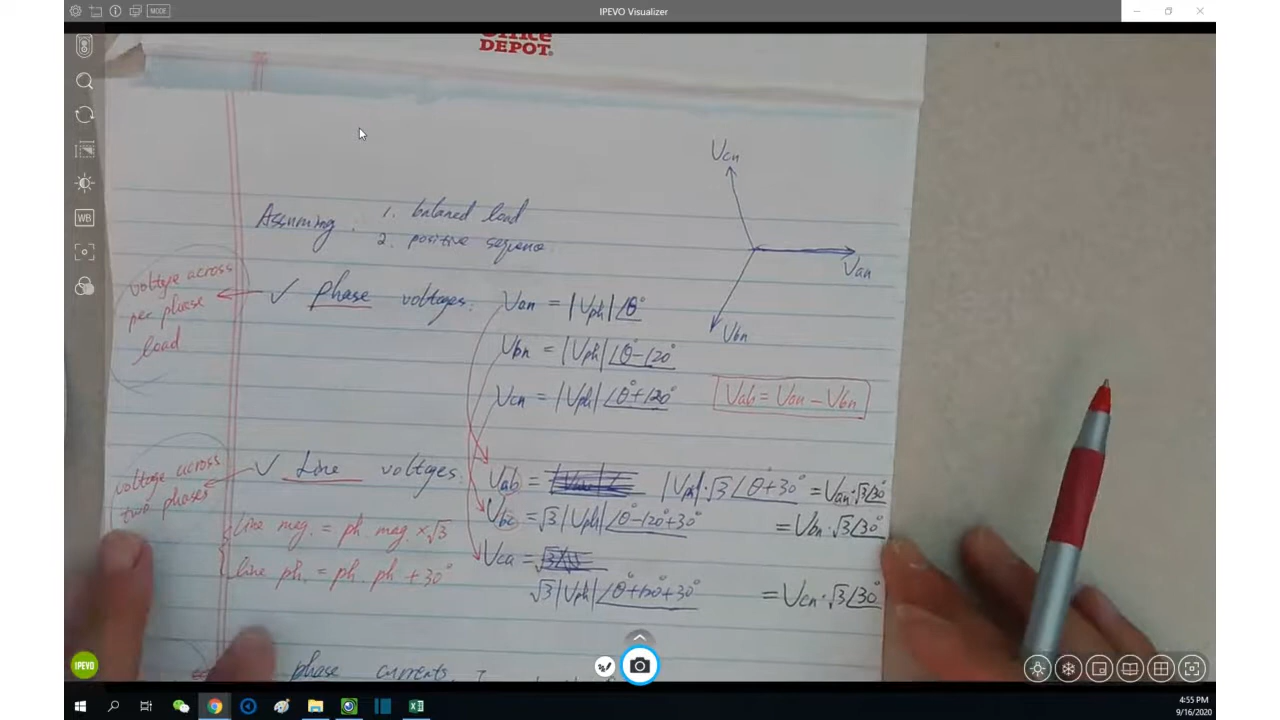 IPEVO Visualizer
MODE
Office
DEPOT.
WB
Vcn
Van
Vbn
Assuming. 1. balaned load
2. positive sequence
voltage across
per phase
load
✓ phase voltages: Van = |Vph|∠θ°
Vbn = |Vph|∠θ°-120°
Vcn = |Vph|∠θ°+120°
Vab = Van - Vbn
voltage across
two phases
✓ Line voltages. Vab = |Vph|·√3∠θ°+30° = Van·√3∠30°
Vbc = √3|Vph|∠θ°-120°+30° = Vbn·√3∠30°
Vca =
√3|Vph|∠θ°+120°+30° = Vcn·√3∠30°
line mag. = ph. mag × √3
line ph. = ph. ph + 30°
phase currents.
IPEVO
4:55 PM
9/16/2020